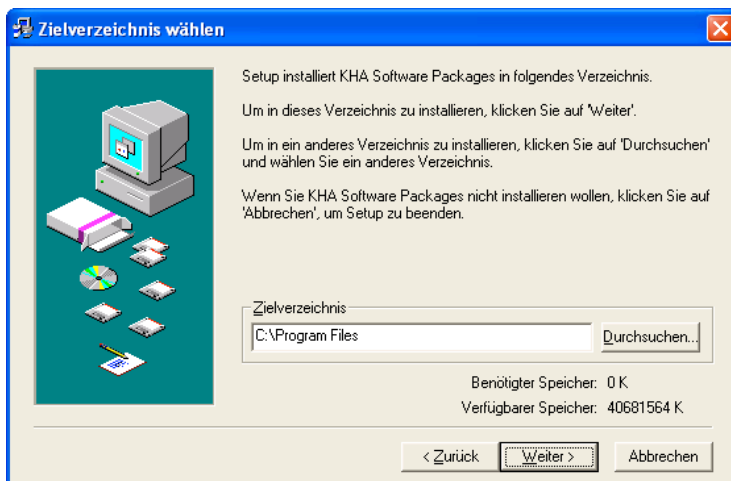 Zielverzeichnis wählen
Setup installiert KHA Software Packages in folgendes Verzeichnis.
Um in dieses Verzeichnis zu installieren, klicken Sie auf 'Weiter'.
Um in ein anderes Verzeichnis zu installieren, klicken Sie auf 'Durchsuchen'
und wählen Sie ein anderes Verzeichnis.
Wenn Sie KHA Software Packages nicht installieren wollen, klicken Sie auf
'Abbrechen', um Setup zu beenden.
Zielverzeichnis
C:\Program Files
Durchsuchen...
Benötigter Speicher: 0 K
Verfügbarer Speicher: 40681564 K
< Zurück Weiter > Abbrechen